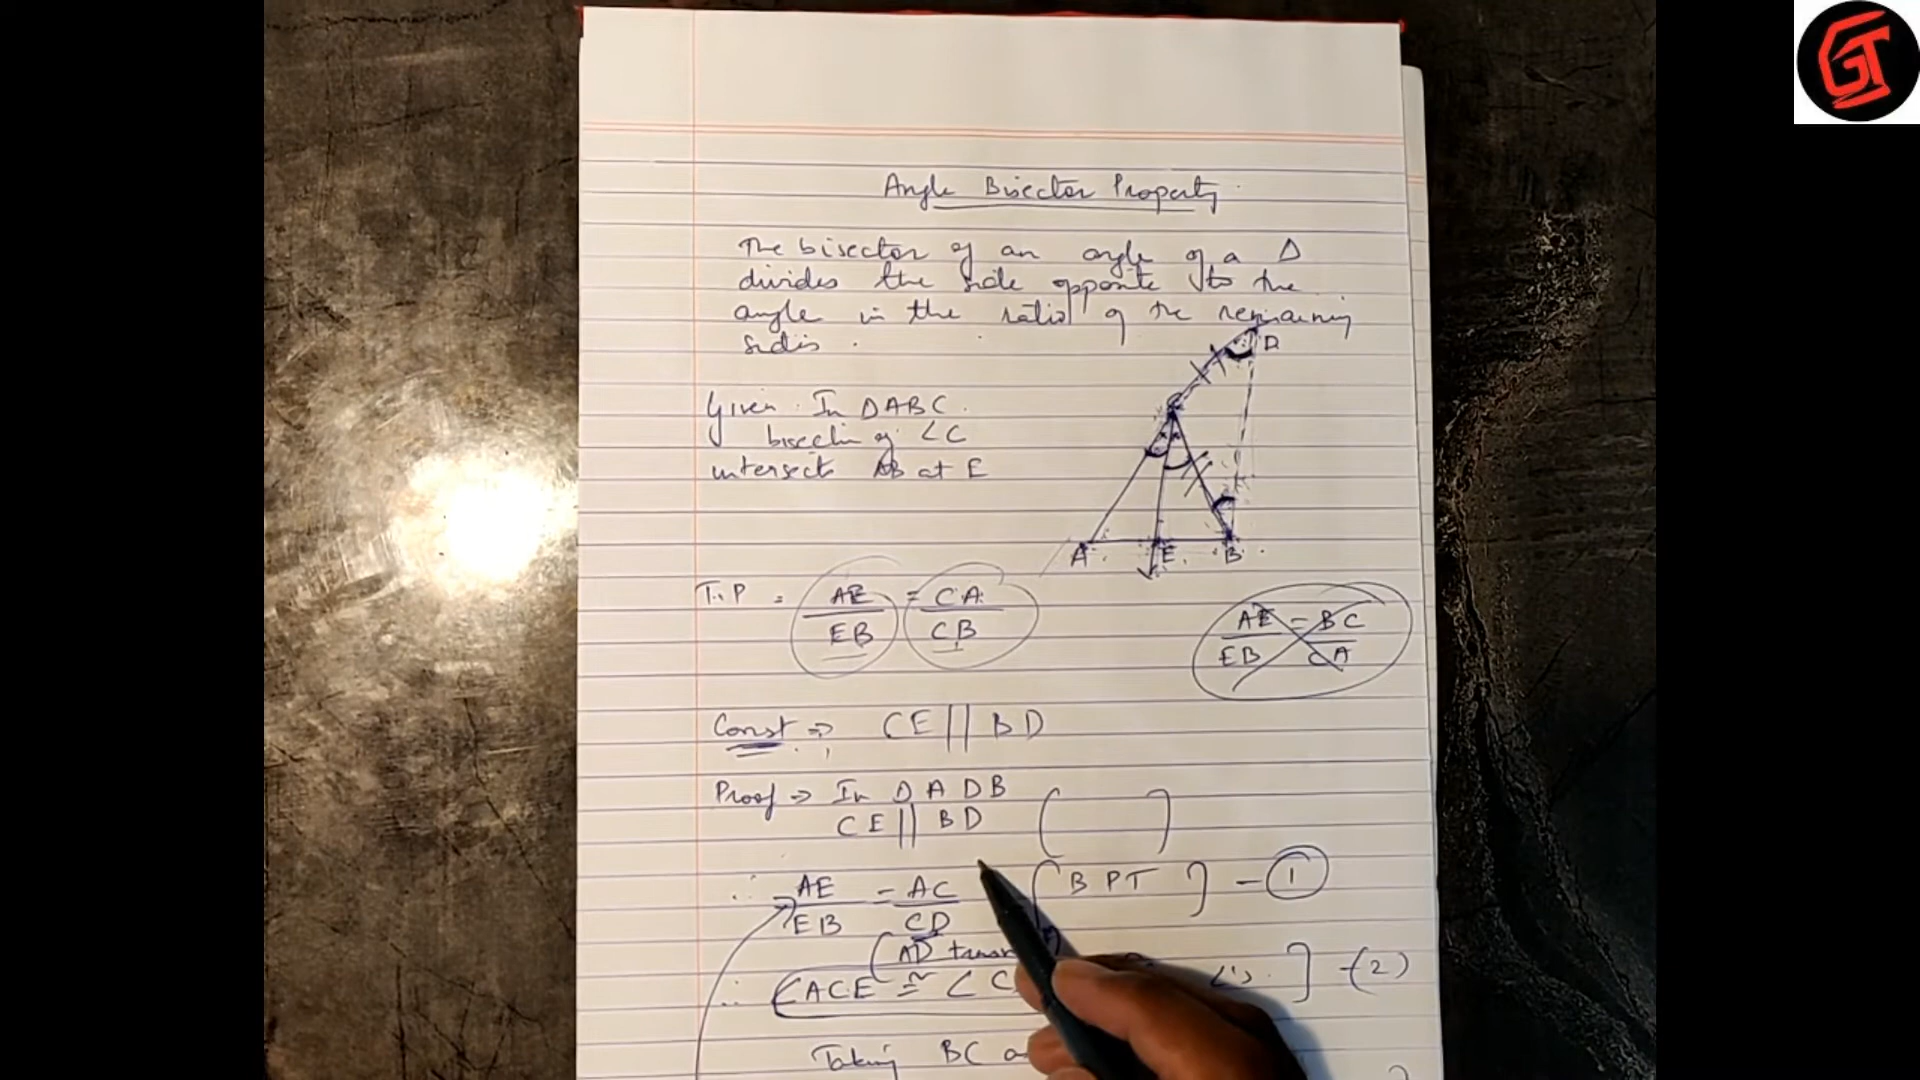 GT
Angle Bisector Property
The bisector of an angle of a Δ
divides the side opposite to the
angle in the ratio of the remaining
sides.
Given. In ΔABC.
bisector of ∠C
intersects AB at E
D
C
A E B
T.P = AE = CA
EB CB
AE = BC
EB CA
Const ⇒ CE || BD
Proof ⇒ In Δ ADB
CE || BD ( )
∴ AE = AC [BPT] - ①
EB CD
(AD
∴ ∠ACE ≅ ∠C ∠'s.] - (2)
Taking BC